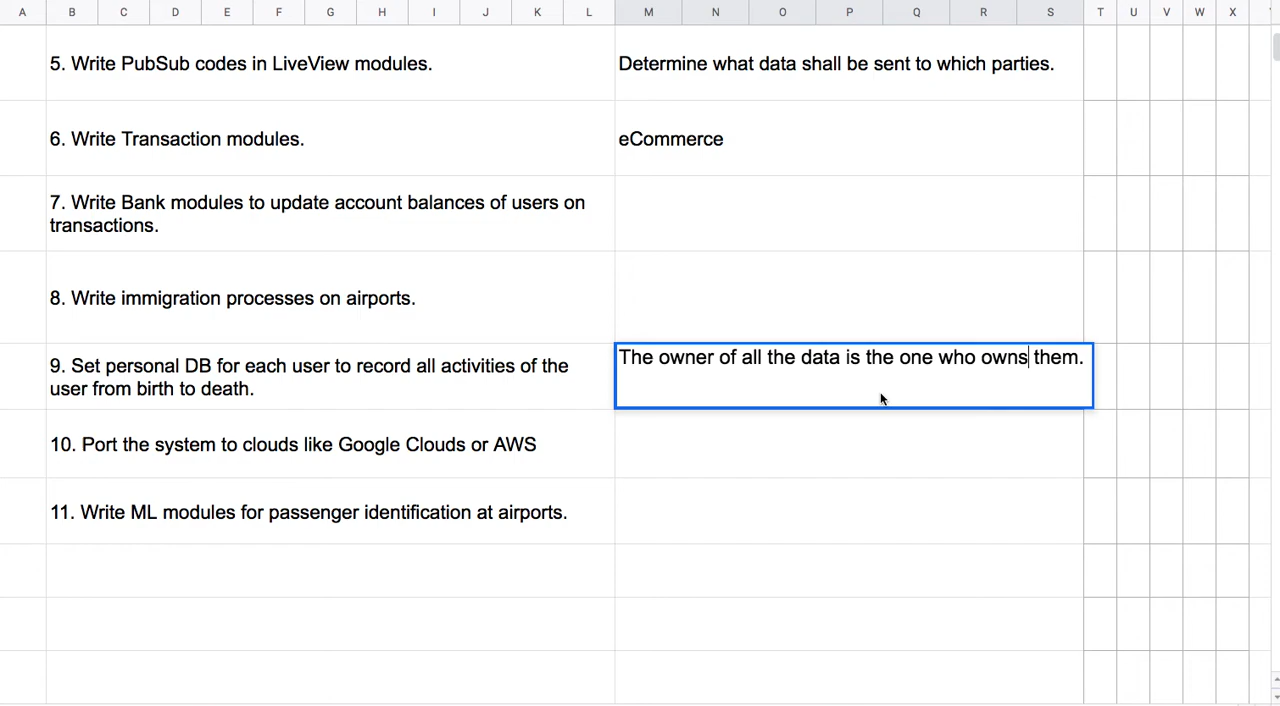 A B C D E F G H I J K L M N O P Q R S T U V W X
5. Write PubSub codes in LiveView modules.
Determine what data shall be sent to which parties.
6. Write Transaction modules.
eCommerce
7. Write Bank modules to update account balances of users on
transactions.
8. Write immigration processes on airports.
9. Set personal DB for each user to record all activities of the
user from birth to death.
The owner of all the data is the one who owns them.
10. Port the system to clouds like Google Clouds or AWS
11. Write ML modules for passenger identification at airports.